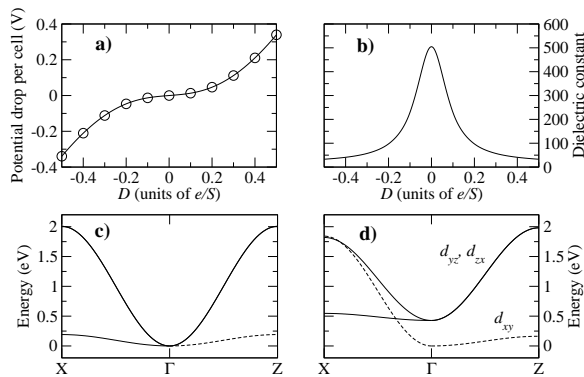 a)
Potential drop per cell (V)
0.4
0.2
0
-0.2
-0.4
-0.4 -0.2 0 0.2 0.4
D (units of e/S)
b)
600
500
400
300
200
100
0
Dielectric constant
-0.4 -0.2 0 0.2 0.4
D (units of e/S)
c)
Energy (eV)
2
1.5
1
0.5
0
X Γ Z
d)
Energy (eV)
2
1.5
1
0.5
0
d_yz, d_zx
d_xy
X Γ Z